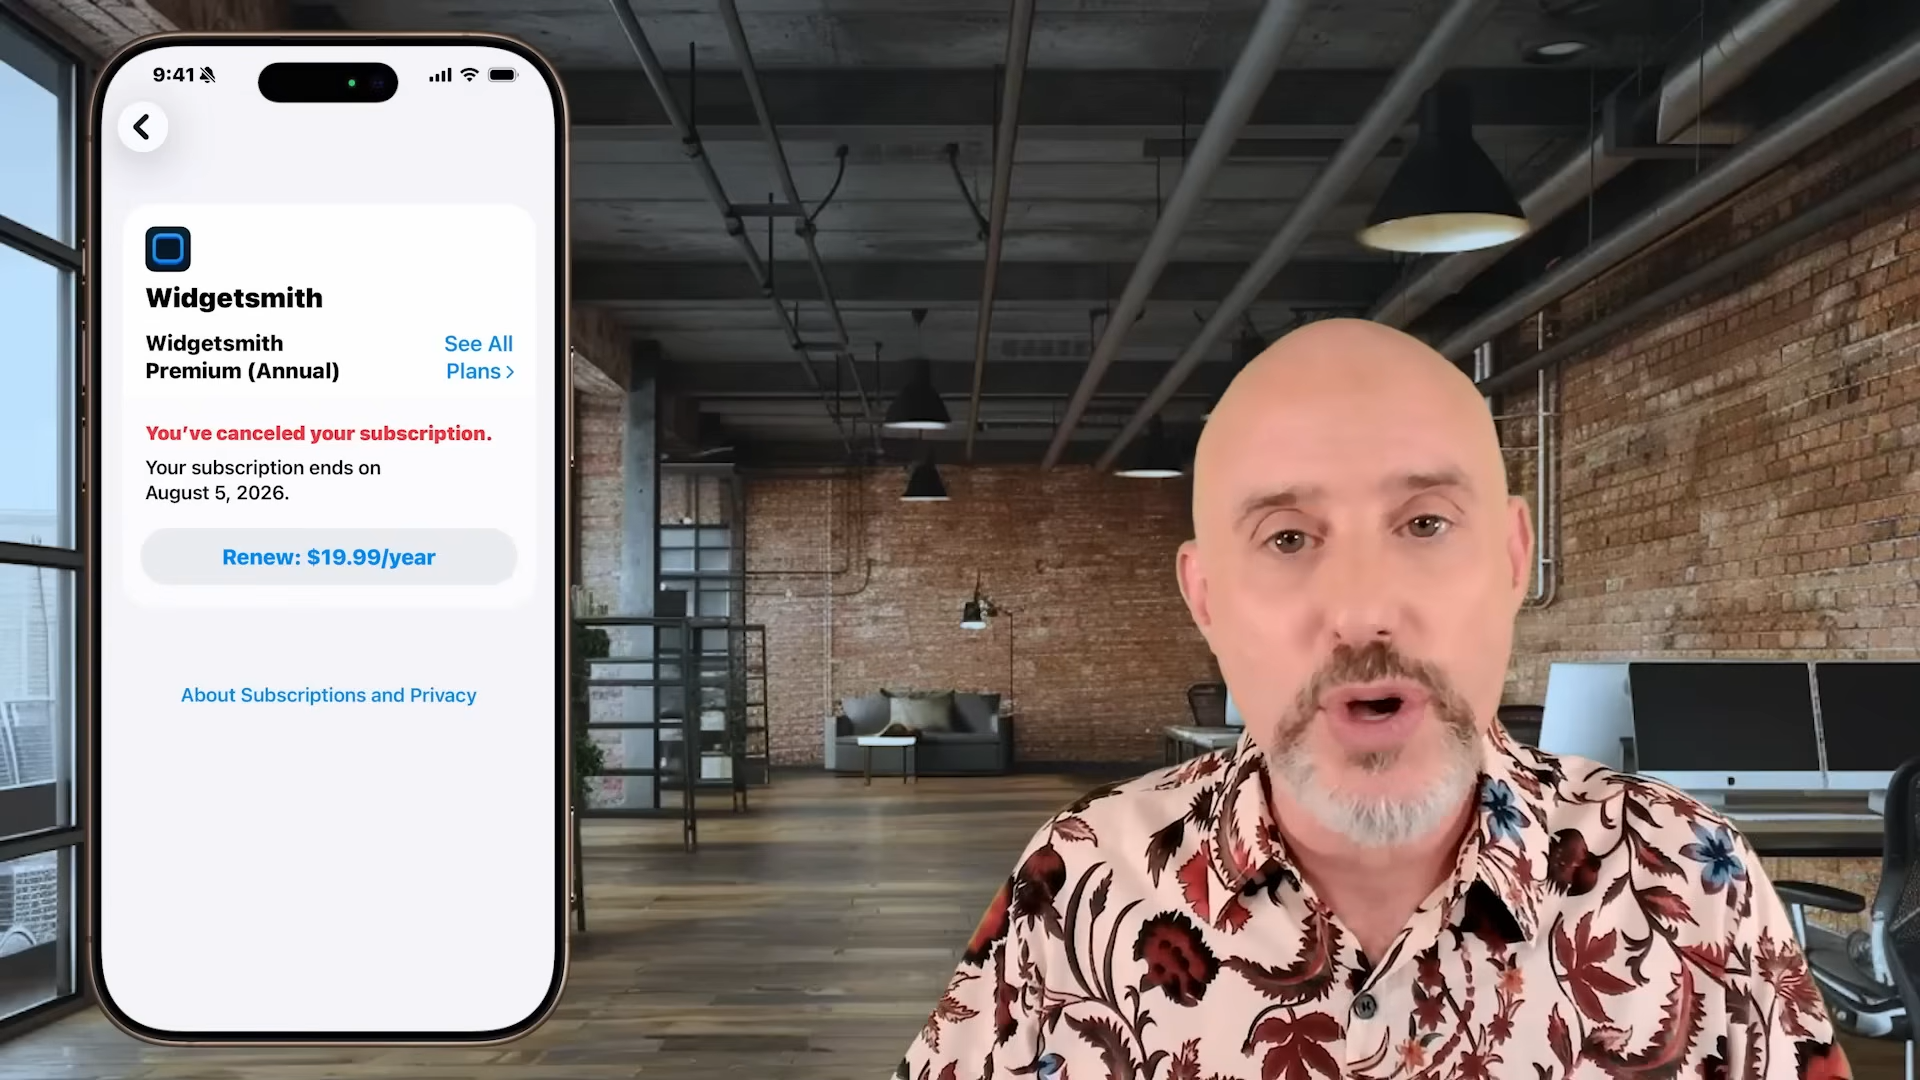 9:41
Widgetsmith
Widgetsmith
Premium (Annual)
See All
Plans >
You’ve canceled your subscription.
Your subscription ends on
August 5, 2026.
Renew: $19.99/year
About Subscriptions and Privacy